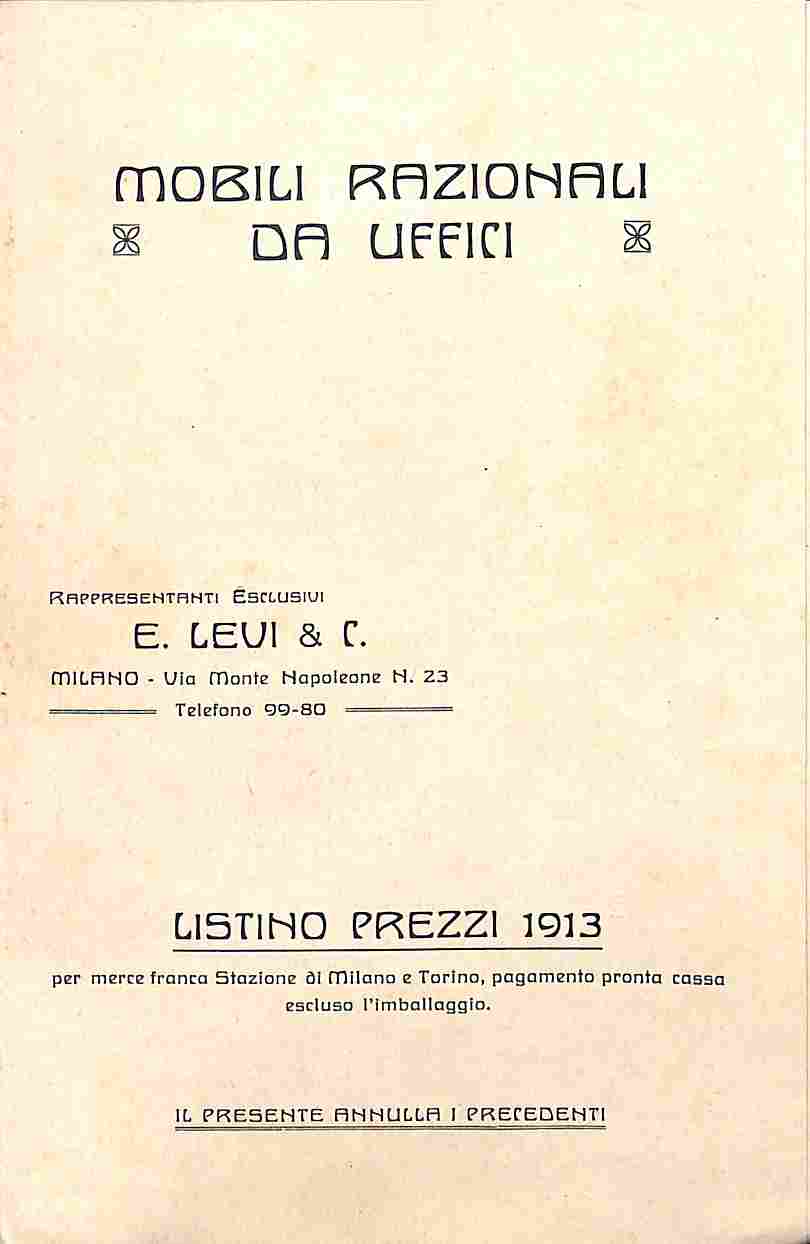 MOBILI RAZIONALI
DA UFFICI
RAPPRESENTANTI ESCLUSIVI
E. LEVI & C.
MILANO - Via Monte Napoleone N. 23
Telefono 99-80
LISTINO PREZZI 1913
per merce franca Stazione di Milano e Torino, pagamento pronta cassa
escluso l'imballaggio.
IL PRESENTE ANNULLA I PRECEDENTI